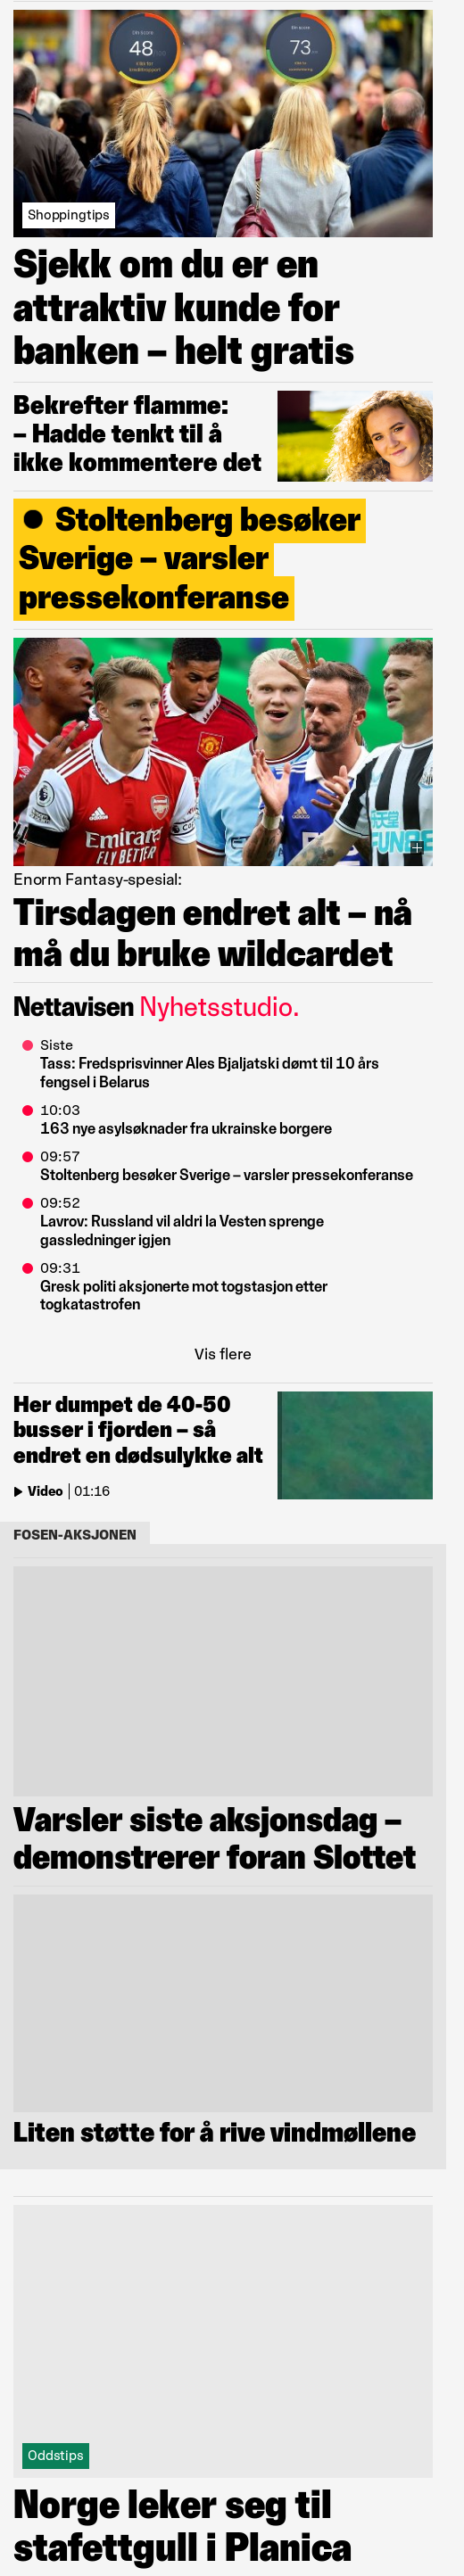 48
73
Shoppingtips
Sjekk om du er en
attraktiv kunde for
banken – helt gratis
Bekrefter flamme:
– Hadde tenkt til å
ikke kommentere det
Stoltenberg besøker
Sverige – varsler
pressekonferanse
Emirates
FLY BETTER
Enorm Fantasy-spesial:
Tirsdagen endret alt – nå
må du bruke wildcardet
Nettavisen Nyhetsstudio.
Siste
Tass: Fredsprisvinner Ales Bjaljatski dømt til 10 års
fengsel i Belarus
10:03
163 nye asylsøknader fra ukrainske borgere
09:57
Stoltenberg besøker Sverige – varsler pressekonferanse
09:52
Lavrov: Russland vil aldri la Vesten sprenge
gassledninger igjen
09:31
Gresk politi aksjonerte mot togstasjon etter
togkatastrofen
Vis flere
Her dumpet de 40-50
busser i fjorden – så
endret en dødsulykke alt
Video | 01:16
FOSEN-AKSJONEN
Varsler siste aksjonsdag –
demonstrerer foran Slottet
Liten støtte for å rive vindmøllene
Oddstips
Norge leker seg til
stafettgull i Planica